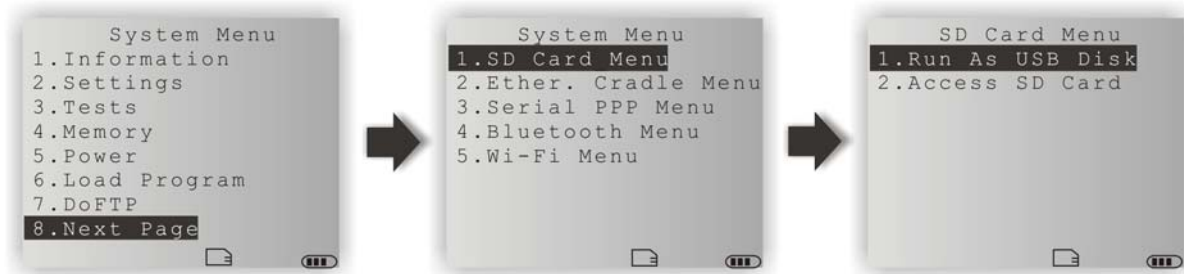 System Menu
1.Information
2.Settings
3.Tests
4.Memory
5.Power
6.Load Program
7.DoFTP
8.Next Page
System Menu
1.SD Card Menu
2.Ether. Cradle Menu
3.Serial PPP Menu
4.Bluetooth Menu
5.Wi-Fi Menu
SD Card Menu
1.Run As USB Disk
2.Access SD Card